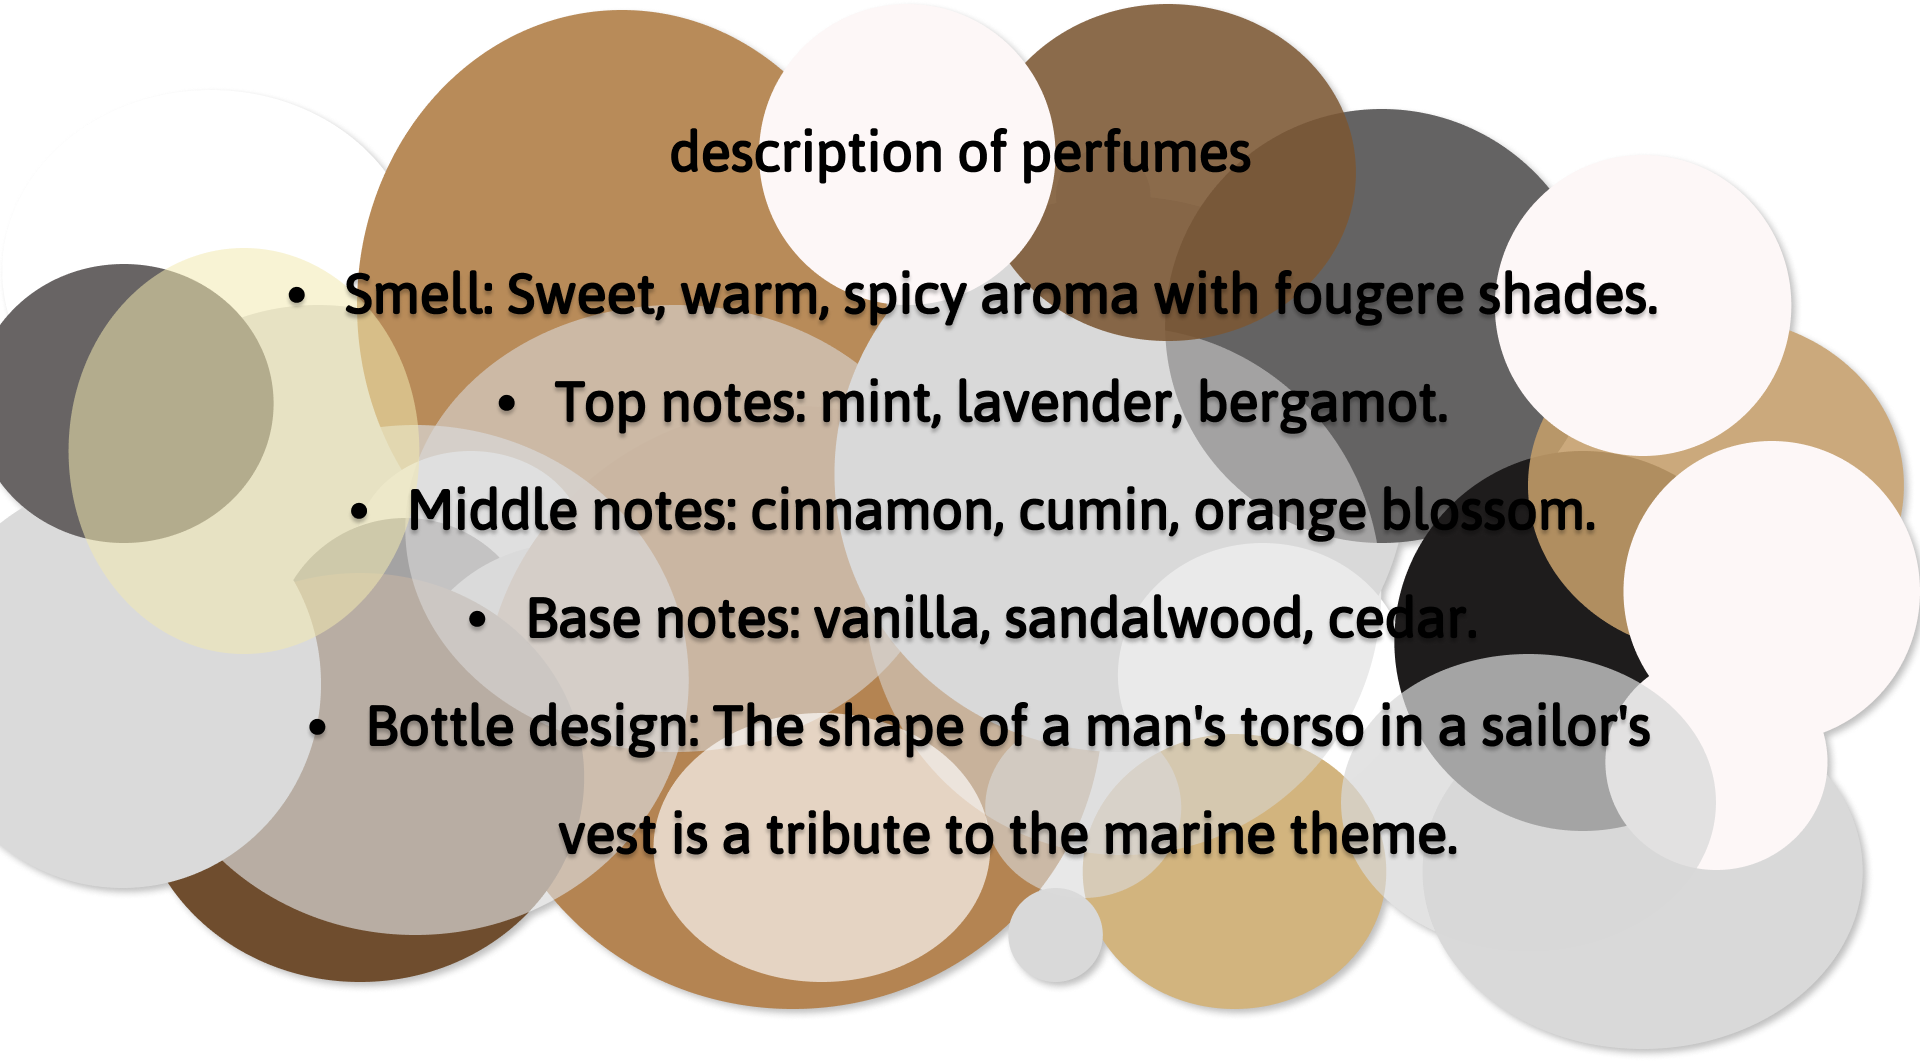 description of perfumes
• Smell: Sweet, warm, spicy aroma with fougere shades.
• Top notes: mint, lavender, bergamot.
• Middle notes: cinnamon, cumin, orange blossom.
• Base notes: vanilla, sandalwood, cedar.
• Bottle design: The shape of a man's torso in a sailor's
vest is a tribute to the marine theme.